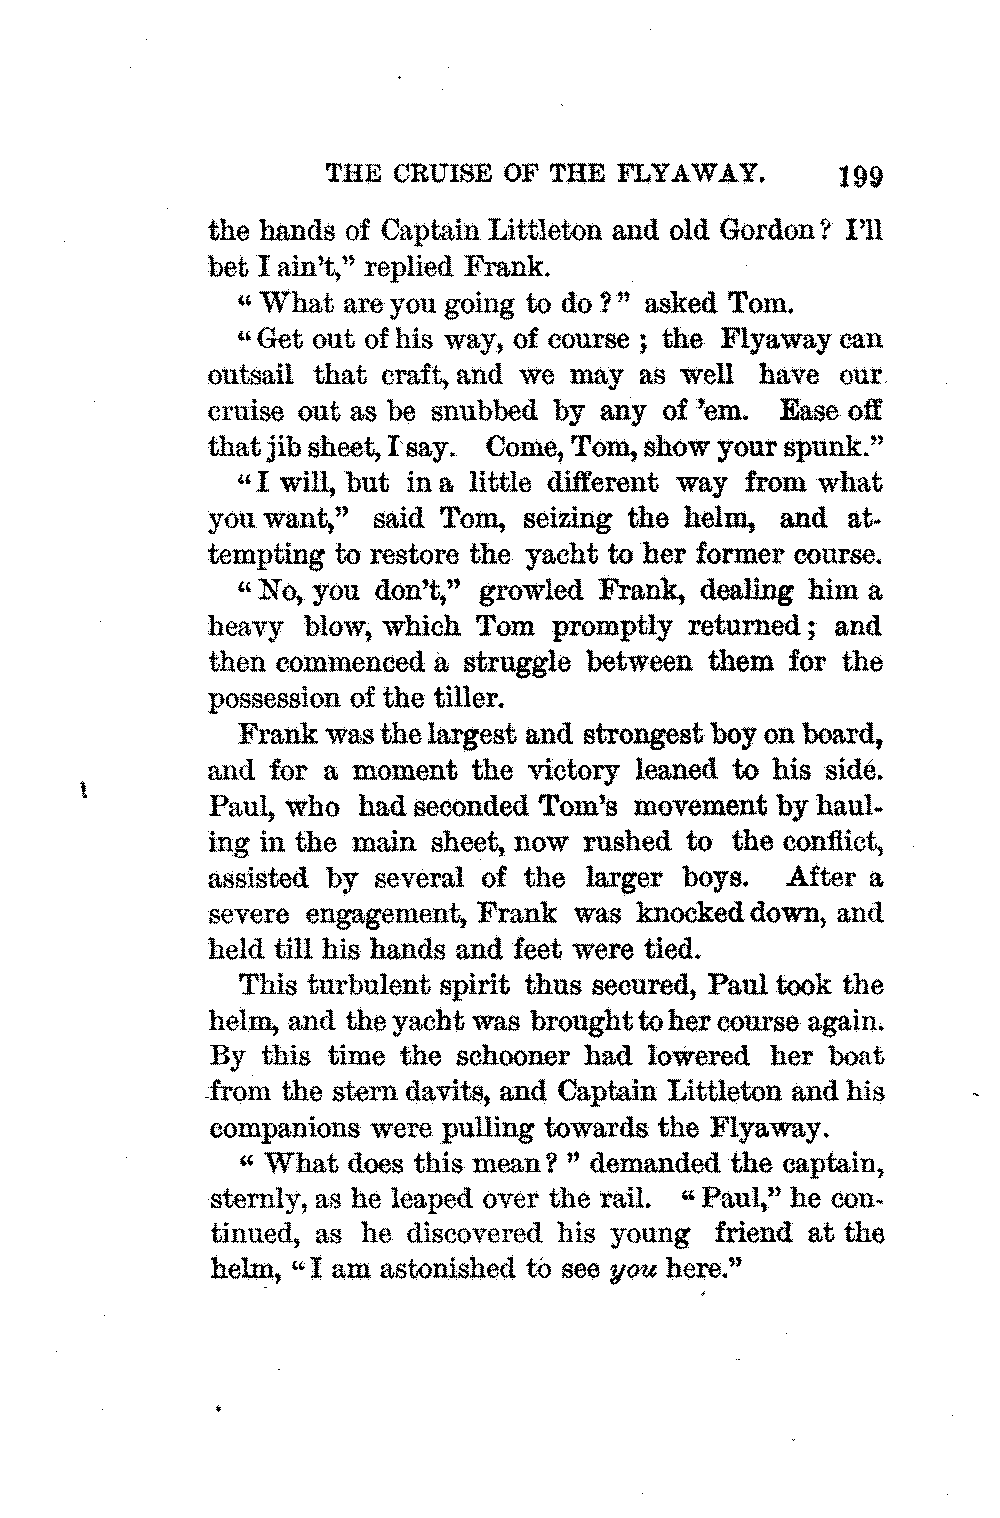 THE CRUISE OF THE FLYAWAY. 199
the hands of Captain Littleton and old Gordon? I'll
bet I ain't," replied Frank.
"What are you going to do?" asked Tom.
"Get out of his way, of course; the Flyaway can
outsail that craft, and we may as well have our
cruise out as be snubbed by any of 'em. Ease off
that jib sheet, I say. Come, Tom, show your spunk."
"I will, but in a little different way from what
you want," said Tom, seizing the helm, and at-
tempting to restore the yacht to her former course.
"No, you don't," growled Frank, dealing him a
heavy blow, which Tom promptly returned; and
then commenced a struggle between them for the
possession of the tiller.
Frank was the largest and strongest boy on board,
and for a moment the victory leaned to his side.
Paul, who had seconded Tom's movement by haul-
ing in the main sheet, now rushed to the conflict,
assisted by several of the larger boys. After a
severe engagement, Frank was knocked down, and
held till his hands and feet were tied.
This turbulent spirit thus secured, Paul took the
helm, and the yacht was brought to her course again.
By this time the schooner had lowered her boat
from the stern davits, and Captain Littleton and his
companions were pulling towards the Flyaway.
"What does this mean?" demanded the captain,
sternly, as he leaped over the rail. "Paul," he con-
tinued, as he discovered his young friend at the
helm, "I am astonished to see you here."